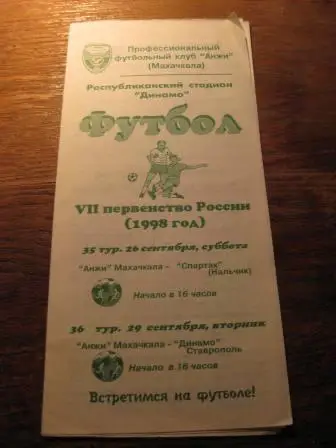 Профессиональный
футбольный клуб "Анжи"
(Махачкола)
Республиканский стадион
"Динамо"
Футбол
VII первенство России
(1998 год)
35 тур. 26 сентября, суббота
"Анжи" Махачкала - "Спартак"
(Нальчик)
Начало в 16 часов
36 тур. 29 сентября, вторник
"Анжи" Махачкала - "Динамо"
Ставрополь
Начало в 16 часов
Встретимся на футболе!